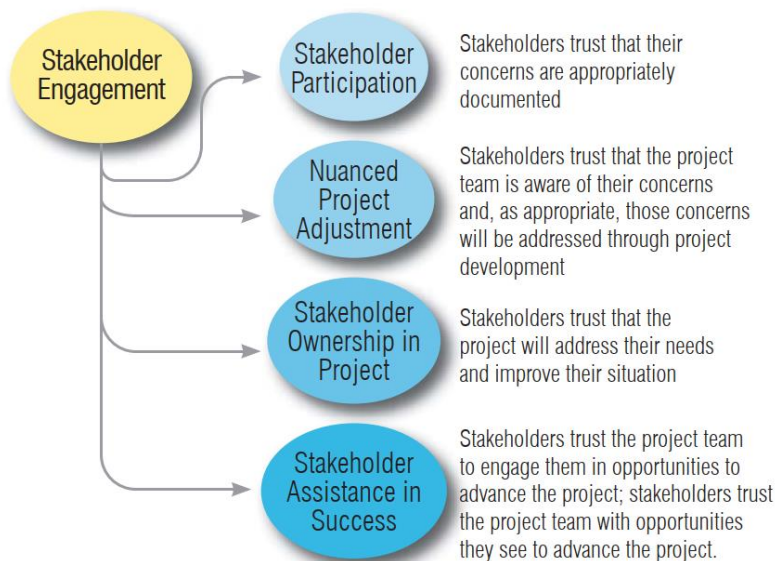 Stakeholder
Engagement
Stakeholder
Participation
Stakeholders trust that their
concerns are appropriately
documented
Nuanced
Project
Adjustment
Stakeholders trust that the project
team is aware of their concerns
and, as appropriate, those concerns
will be addressed through project
development
Stakeholder
Ownership in
Project
Stakeholders trust that the
project will address their needs
and improve their situation
Stakeholder
Assistance in
Success
Stakeholders trust the project team
to engage them in opportunities to
advance the project; stakeholders trust
the project team with opportunities
they see to advance the project.